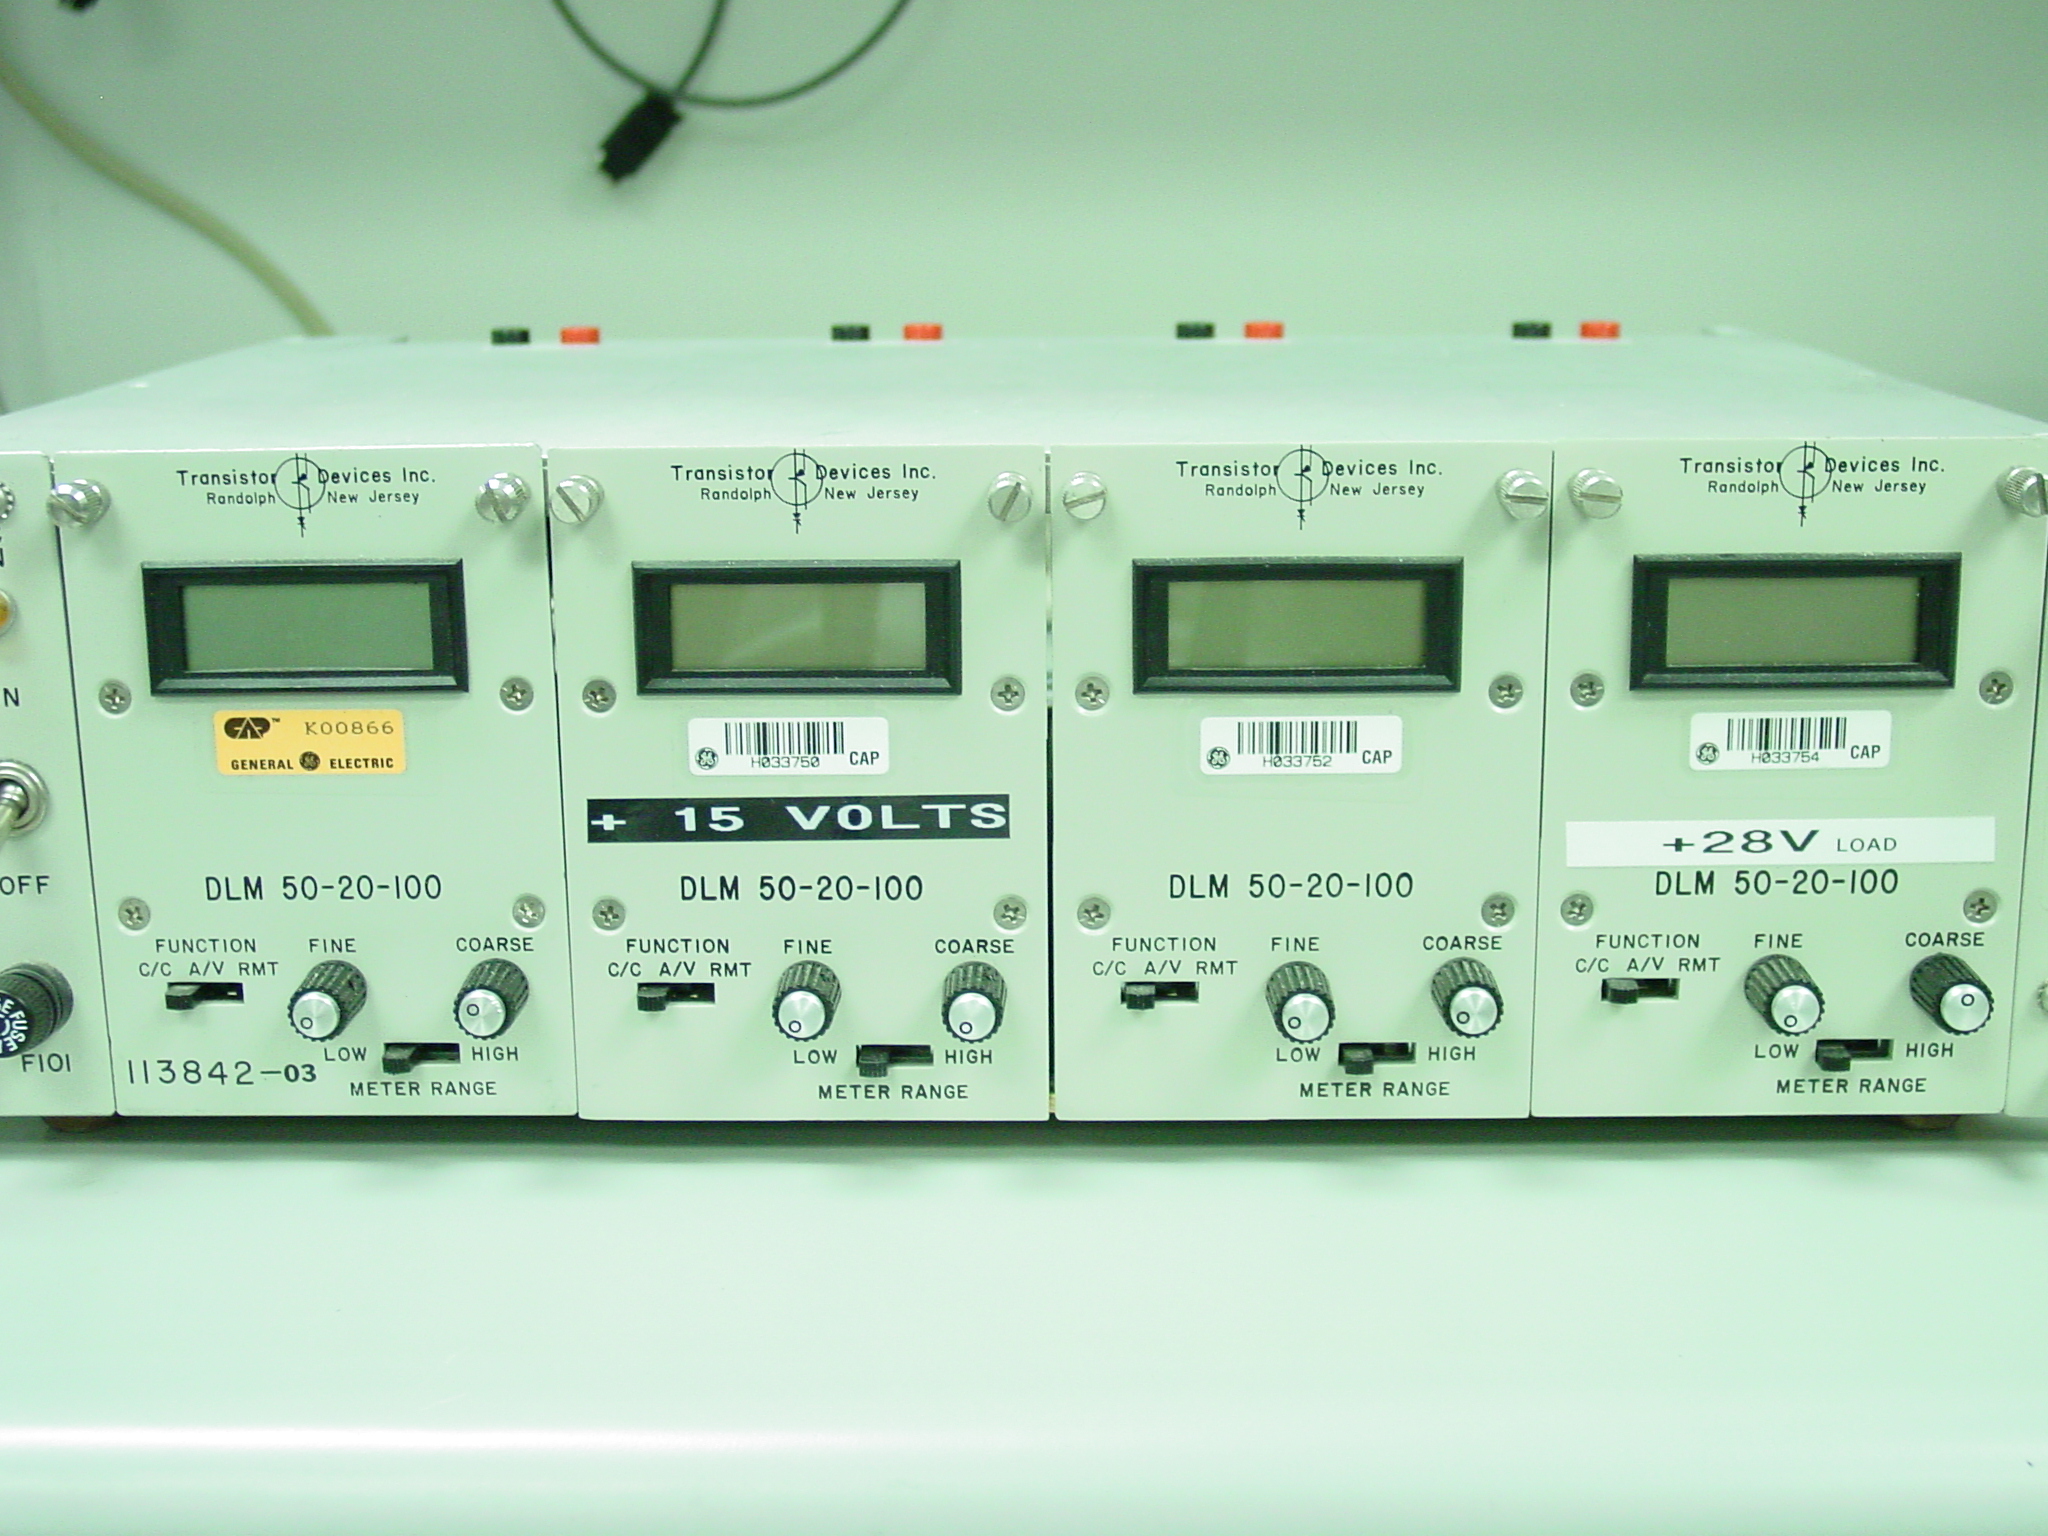 N
OFF
FUSE
F101
Transistor Devices Inc.
Randolph New Jersey
K00866
GENERAL ELECTRIC
DLM 50-20-100
FUNCTION FINE COARSE
C/C A/V RMT
LOW HIGH
113842-03
METER RANGE
Transistor Devices Inc.
Randolph New Jersey
H033750 CAP
+ 15 VOLTS
DLM 50-20-100
FUNCTION FINE COARSE
C/C A/V RMT
LOW HIGH
METER RANGE
Transistor Devices Inc.
Randolph New Jersey
H033752 CAP
DLM 50-20-100
FUNCTION FINE COARSE
C/C A/V RMT
LOW HIGH
METER RANGE
Transistor Devices Inc.
Randolph New Jersey
H033754 CAP
+28V LOAD
DLM 50-20-100
FUNCTION FINE COARSE
C/C A/V RMT
LOW HIGH
METER RANGE